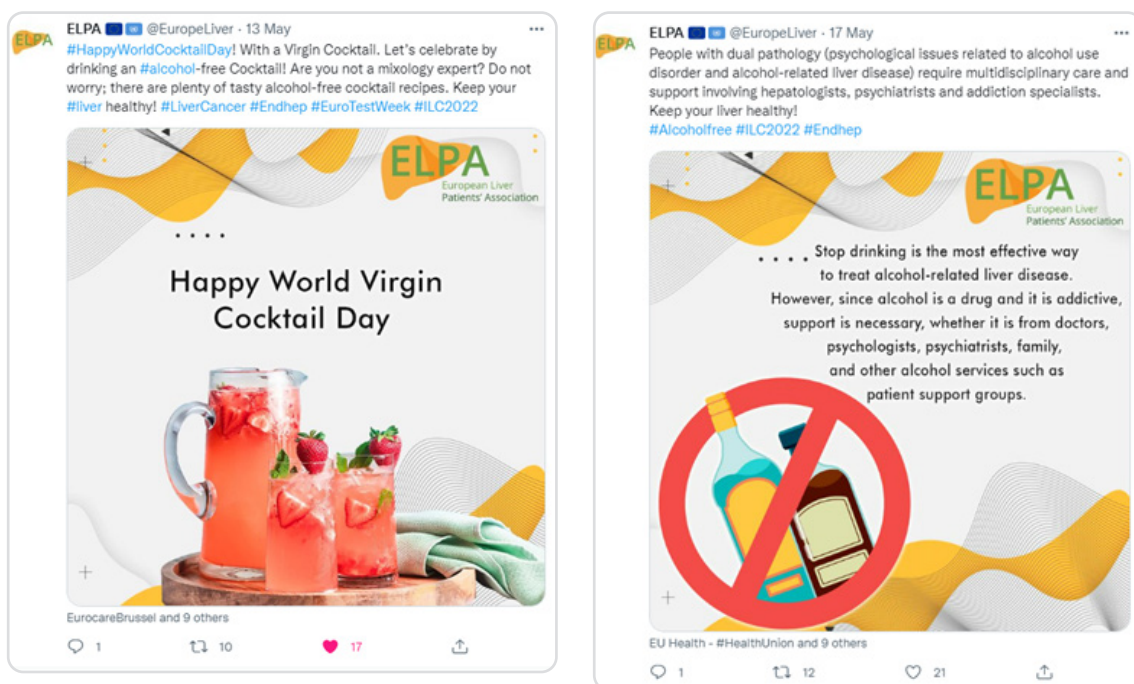 ELPA @EuropeLiver · 13 May
#HappyWorldCocktailDay! With a Virgin Cocktail. Let's celebrate by
drinking an #alcohol-free Cocktail! Are you not a mixology expert? Do not
worry; there are plenty of tasty alcohol-free cocktail recipes. Keep your
#liver healthy! #LiverCancer #Endhep #EuroTestWeek #ILC2022
ELPA
ELPA
European Liver
Patients' Association
Happy World Virgin
Cocktail Day
EurocareBrussel and 9 others
1 10 17
ELPA @EuropeLiver · 17 May
People with dual pathology (psychological issues related to alcohol use
disorder and alcohol-related liver disease) require multidisciplinary care and
support involving hepatologists, psychiatrists and addiction specialists.
Keep your liver healthy!
#Alcoholfree #ILC2022 #Endhep
ELPA
ELPA
European Liver
Patients' Association
Stop drinking is the most effective way
to treat alcohol-related liver disease.
However, since alcohol is a drug and it is addictive,
support is necessary, whether it is from doctors,
psychologists, psychiatrists, family,
and other alcohol services such as
patient support groups.
EU Health - #HealthUnion and 9 others
1 12 21